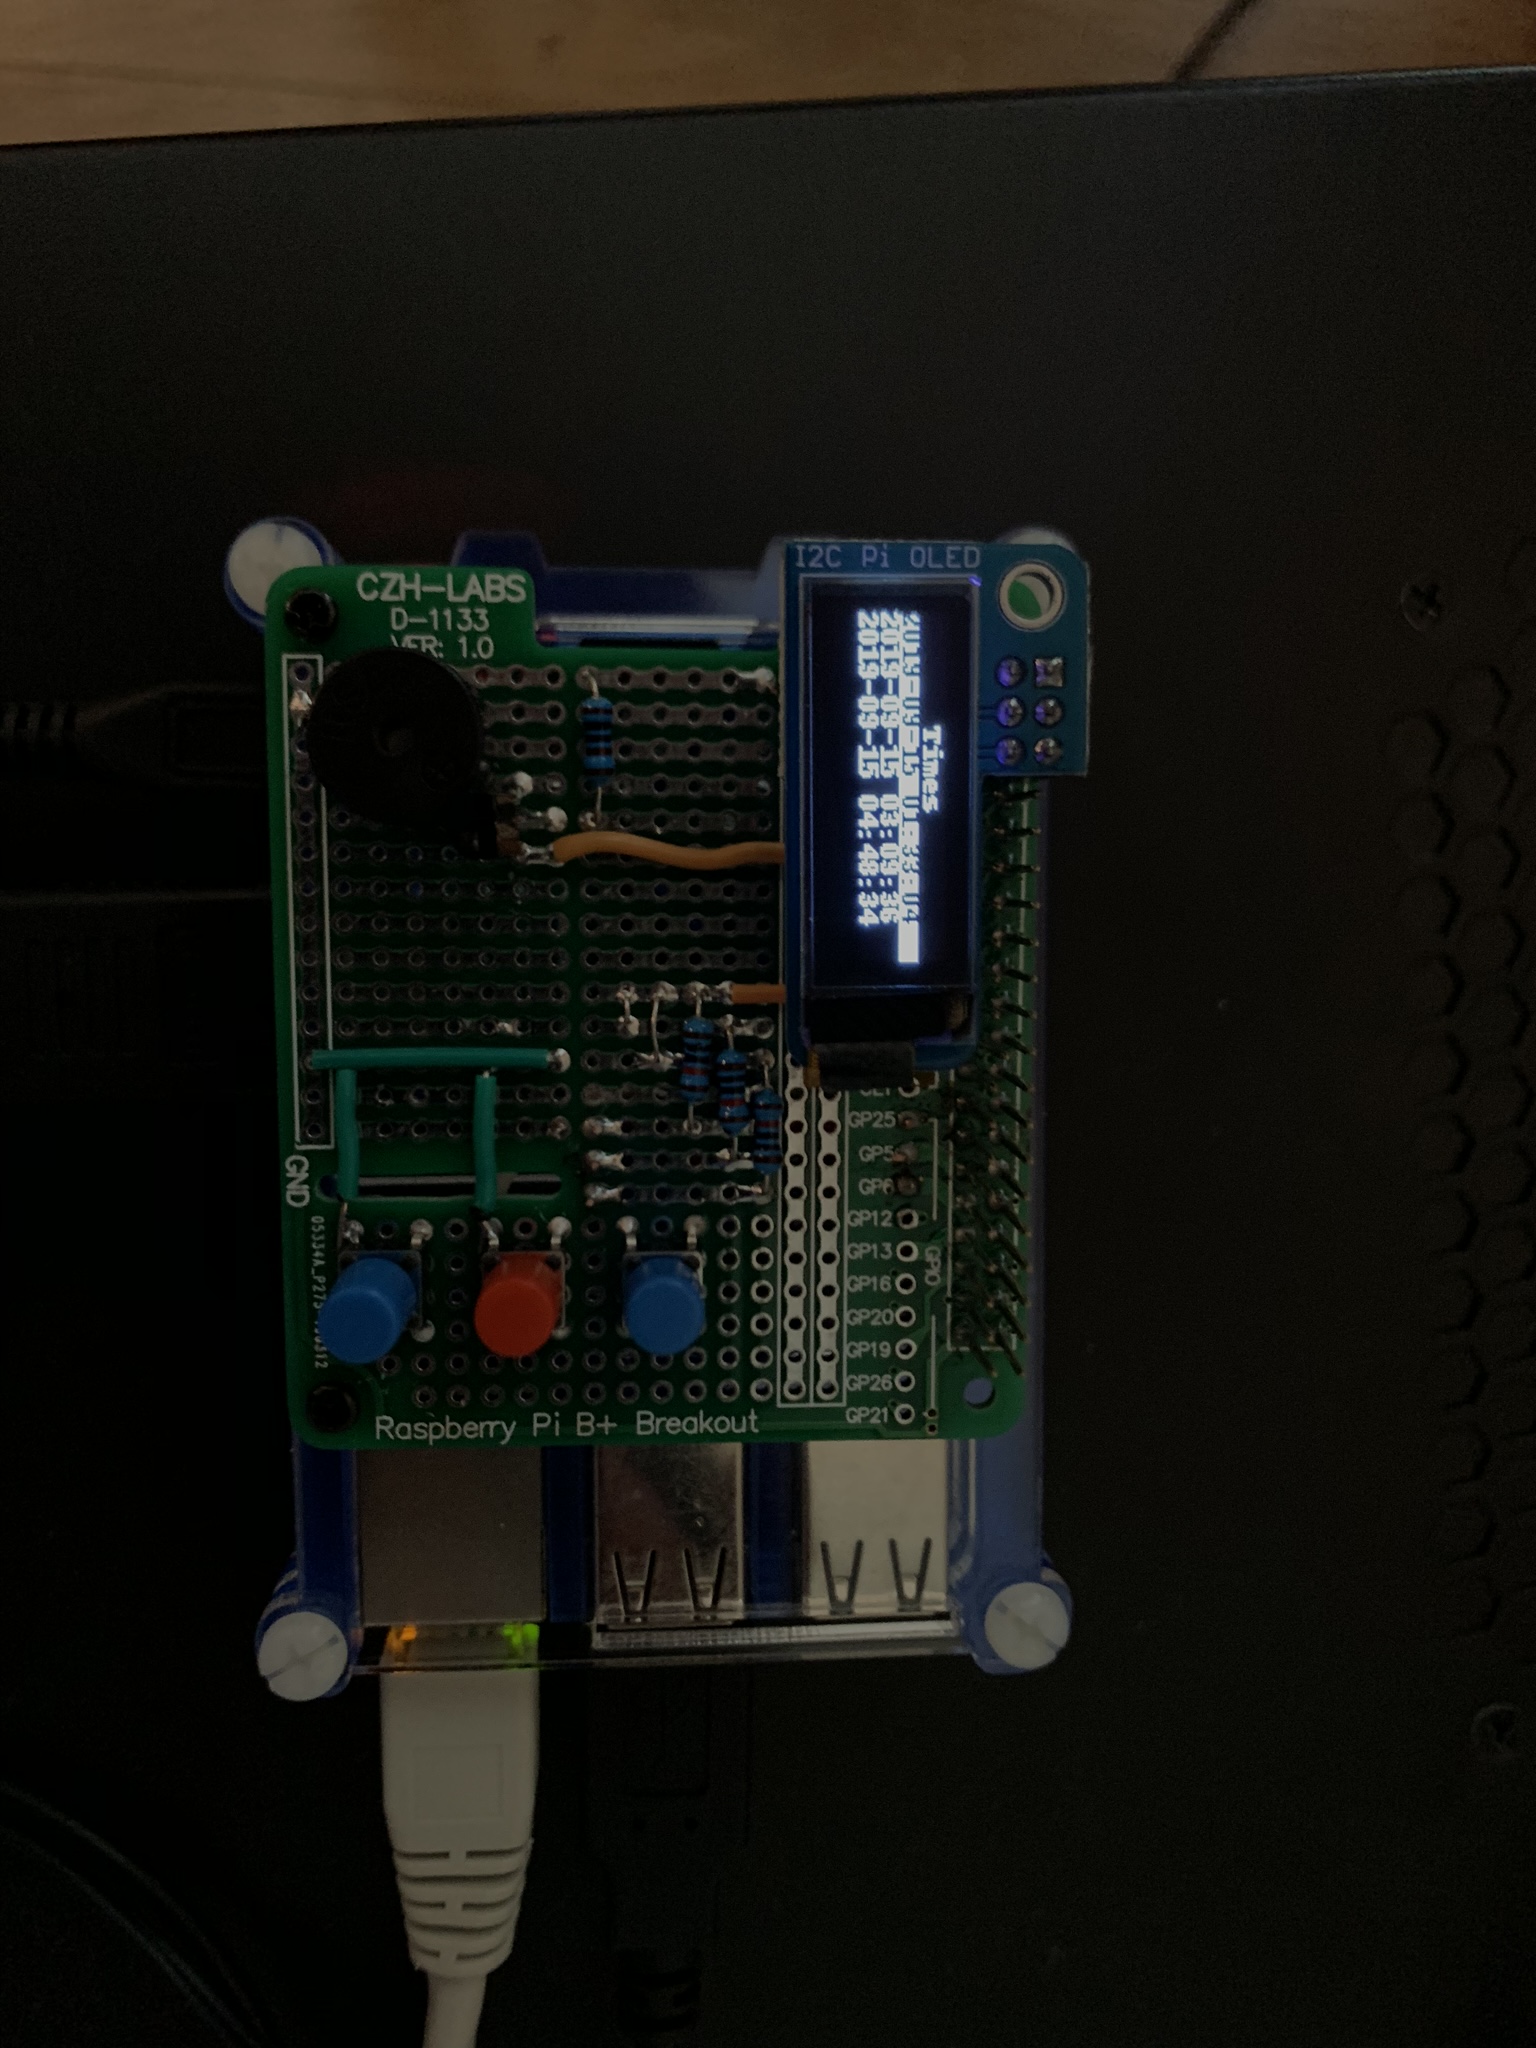 CZH-LABS
D-1133
VER: 1.0
I2C Pi OLED
Times
2019-09-15 03:09:36
2019-09-15 04:48:34
GND
GP25
GP5
GP6
GP12
GP13
GP16
GP20
GP19
GP26
GP21
GPIO
Raspberry Pi B+ Breakout